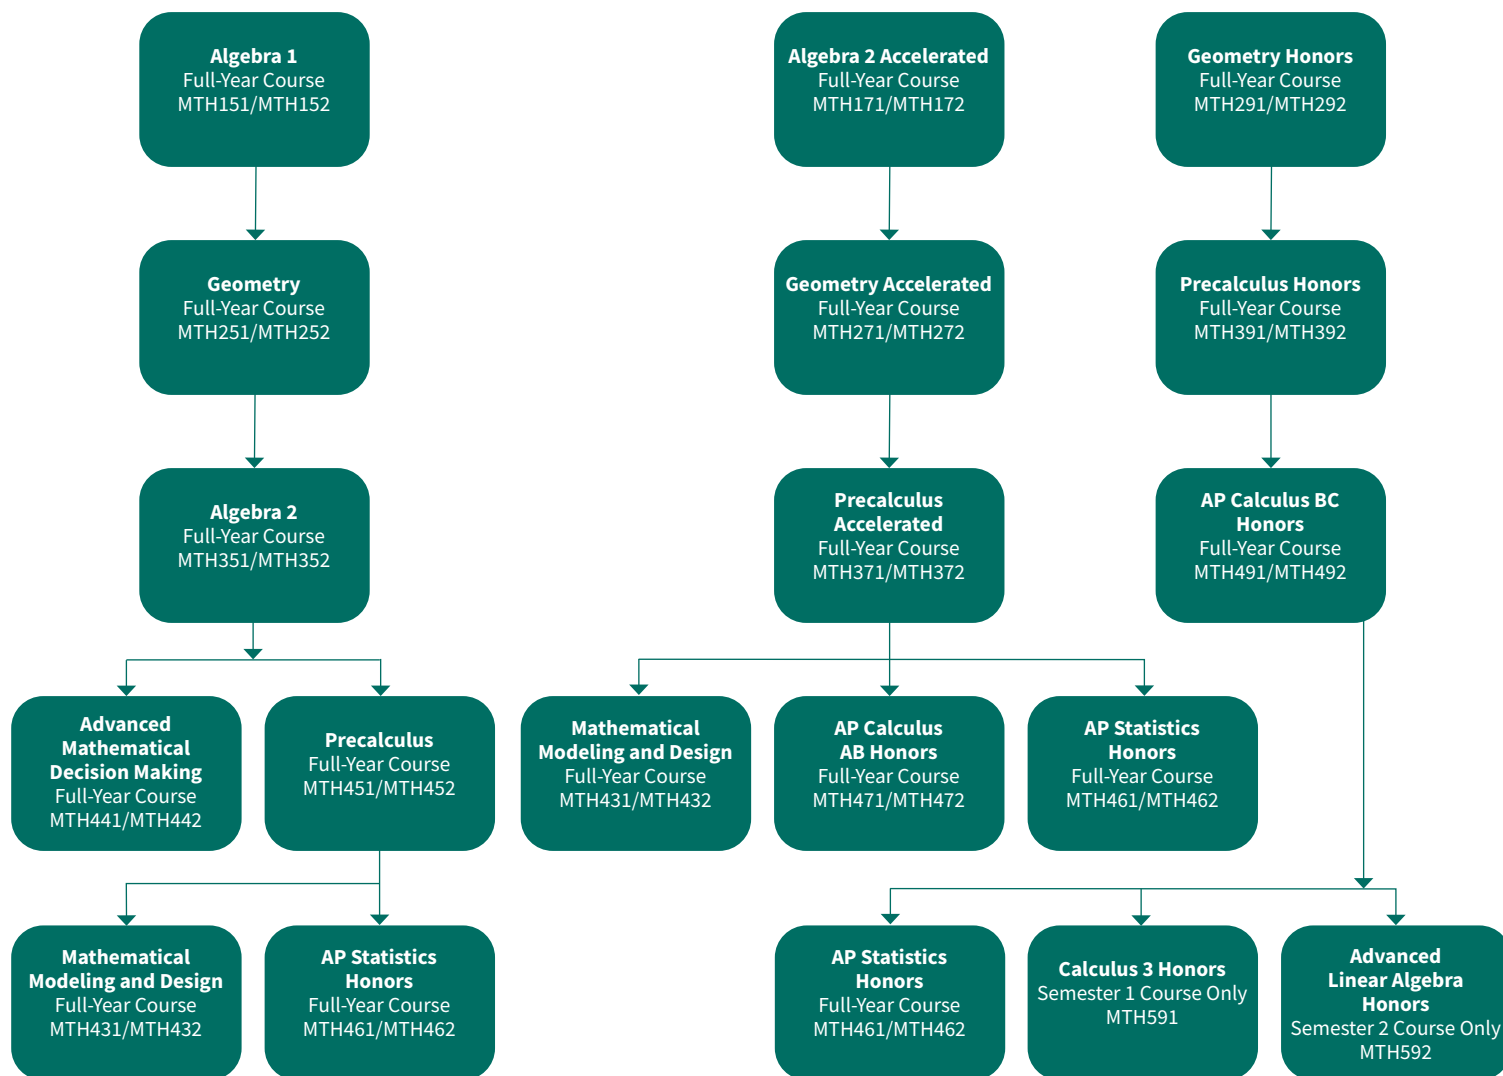 Algebra 1
Full-Year Course
MTH151/MTH152
Algebra 2 Accelerated
Full-Year Course
MTH171/MTH172
Geometry Honors
Full-Year Course
MTH291/MTH292
Geometry
Full-Year Course
MTH251/MTH252
Geometry Accelerated
Full-Year Course
MTH271/MTH272
Precalculus Honors
Full-Year Course
MTH391/MTH392
Algebra 2
Full-Year Course
MTH351/MTH352
Precalculus
Accelerated
Full-Year Course
MTH371/MTH372
AP Calculus BC
Honors
Full-Year Course
MTH491/MTH492
Advanced
Mathematical
Decision Making
Full-Year Course
MTH441/MTH442
Precalculus
Full-Year Course
MTH451/MTH452
Mathematical
Modeling and Design
Full-Year Course
MTH431/MTH432
AP Calculus
AB Honors
Full-Year Course
MTH471/MTH472
AP Statistics
Honors
Full-Year Course
MTH461/MTH462
Mathematical
Modeling and Design
Full-Year Course
MTH431/MTH432
AP Statistics
Honors
Full-Year Course
MTH461/MTH462
AP Statistics
Honors
Full-Year Course
MTH461/MTH462
Calculus 3 Honors
Semester 1 Course Only
MTH591
Advanced
Linear Algebra
Honors
Semester 2 Course Only
MTH592